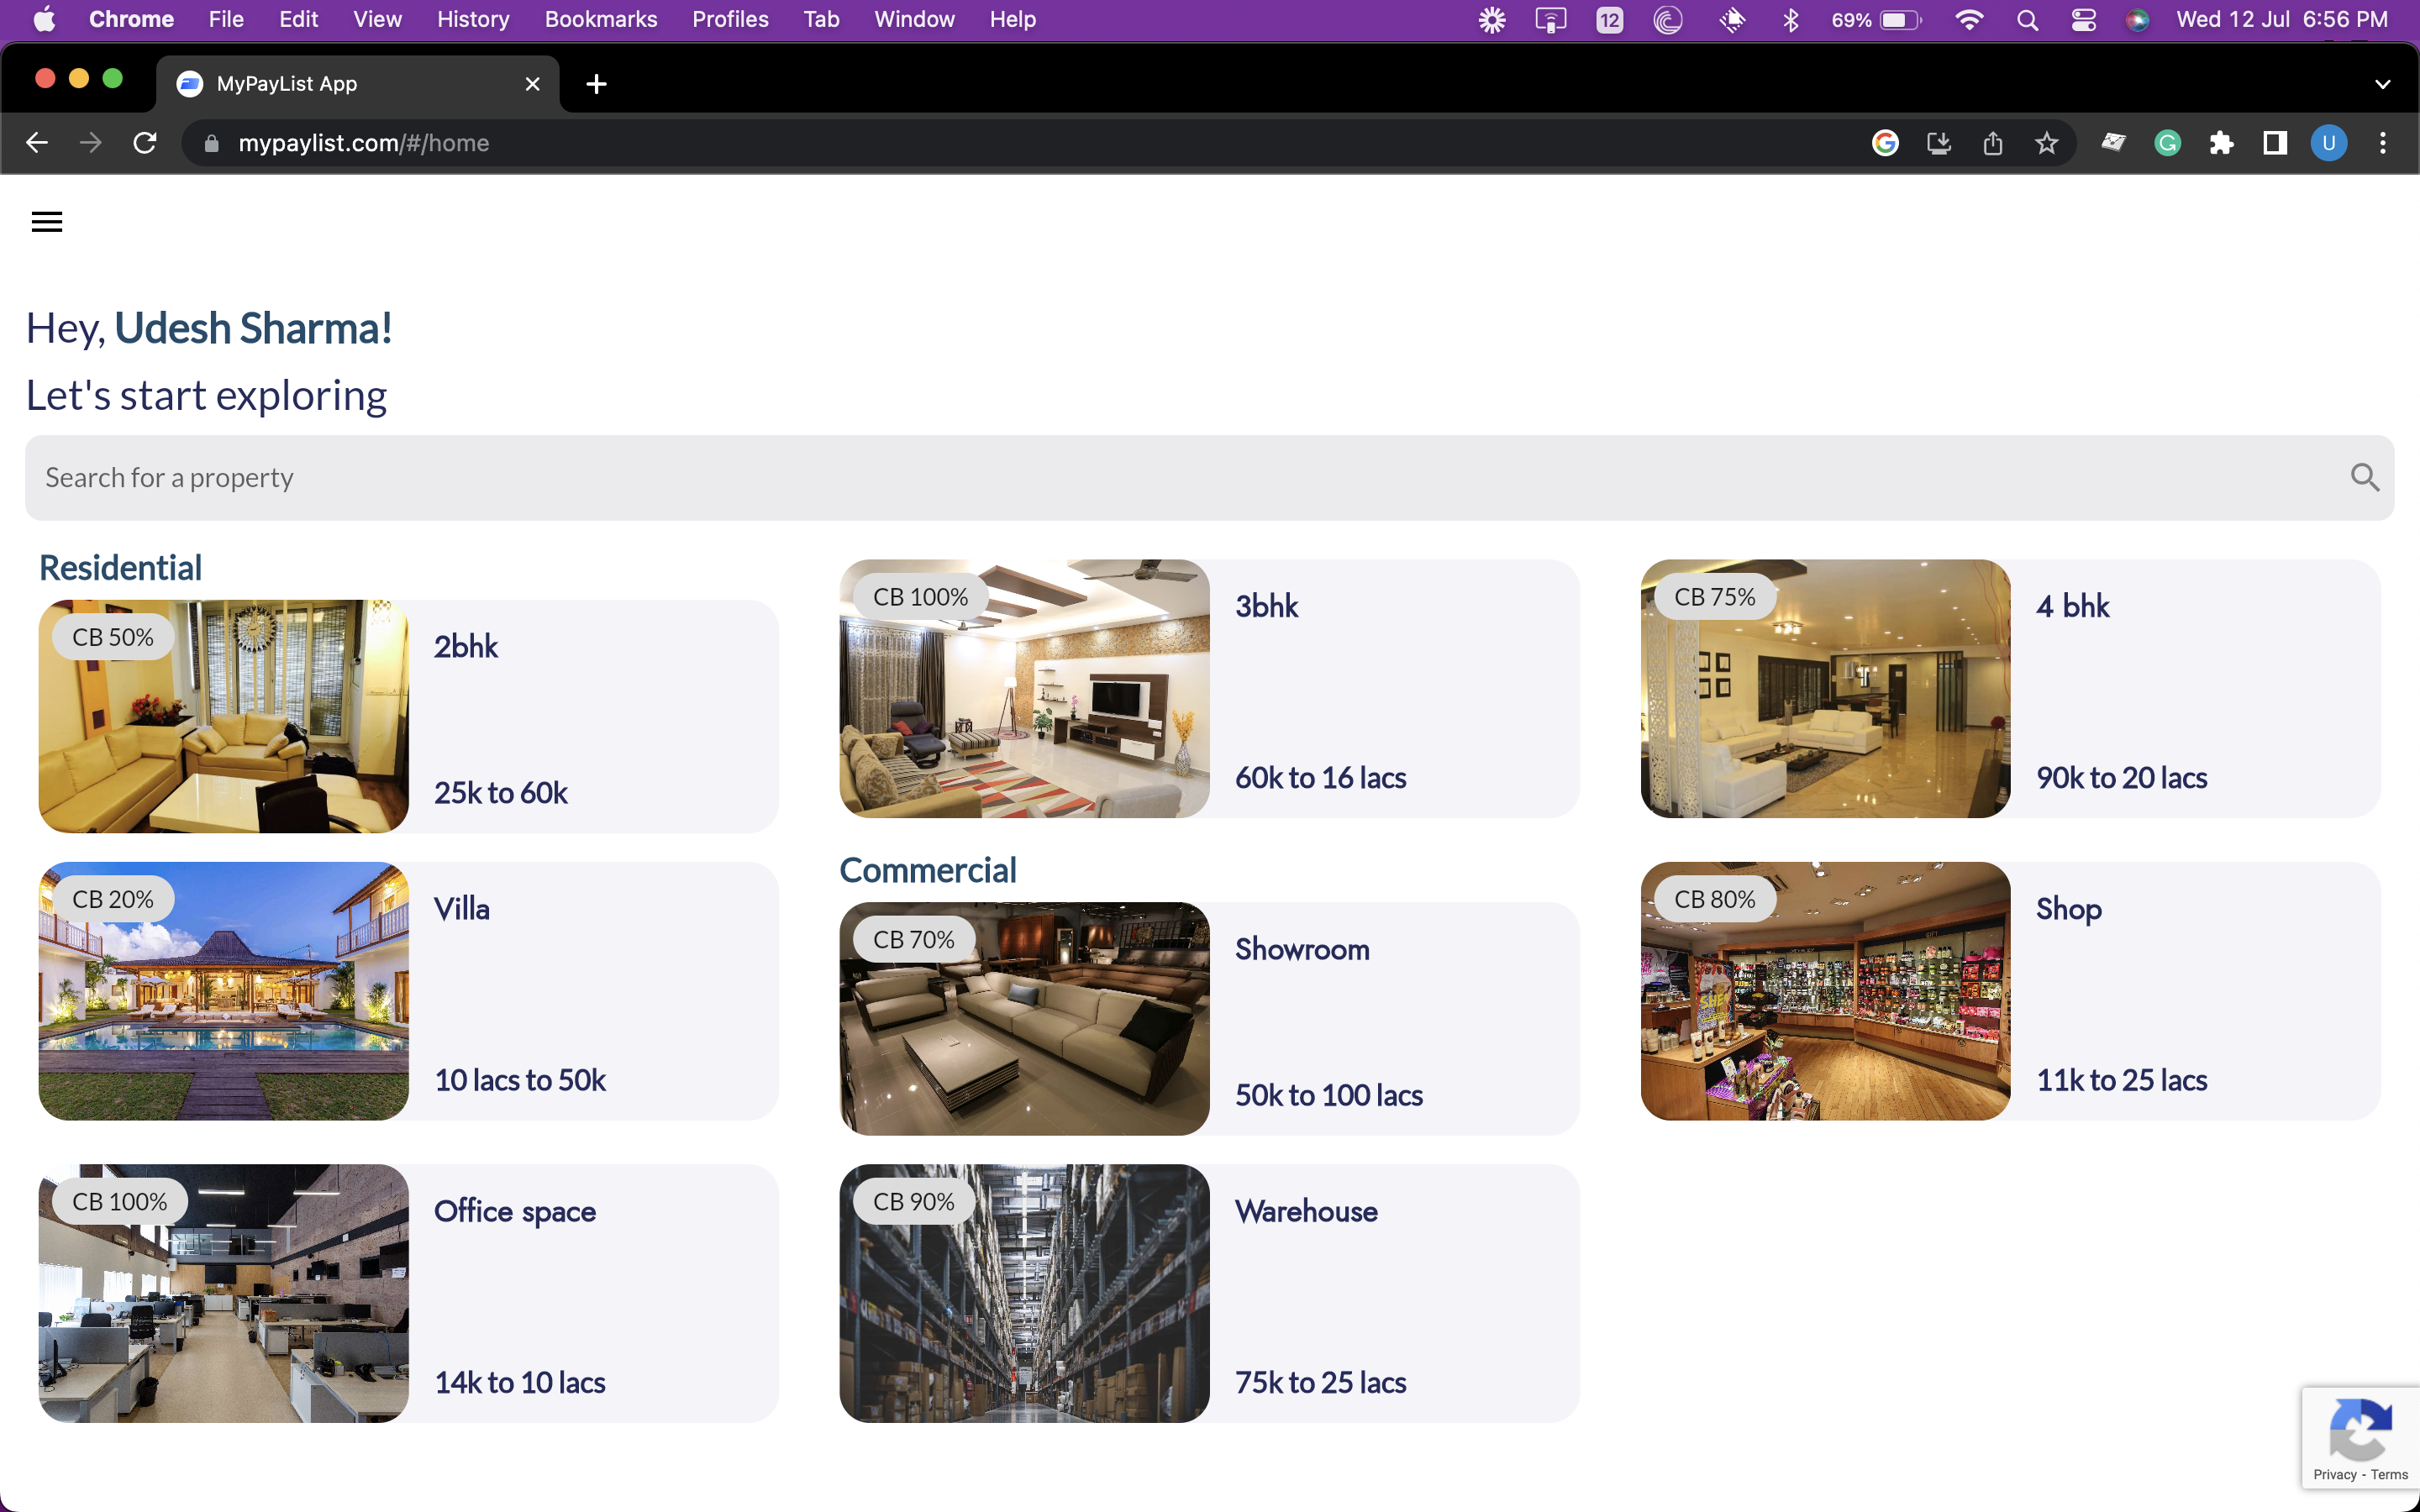 Chrome File Edit View History Bookmarks Profiles Tab Window Help 12 69% Wed 12 Jul 6:56 PM
MyPayList App
mypaylist.com/#/home
U
Hey, Udesh Sharma!
Let's start exploring
Search for a property
Residential
CB 50%
2bhk
25k to 60k
CB 100%
3bhk
60k to 16 lacs
CB 75%
4 bhk
90k to 20 lacs
CB 20%
Villa
10 lacs to 50k
Commercial
CB 70%
Showroom
50k to 100 lacs
CB 80%
Shop
11k to 25 lacs
CB 100%
Office space
14k to 10 lacs
CB 90%
Warehouse
75k to 25 lacs
Privacy - Terms